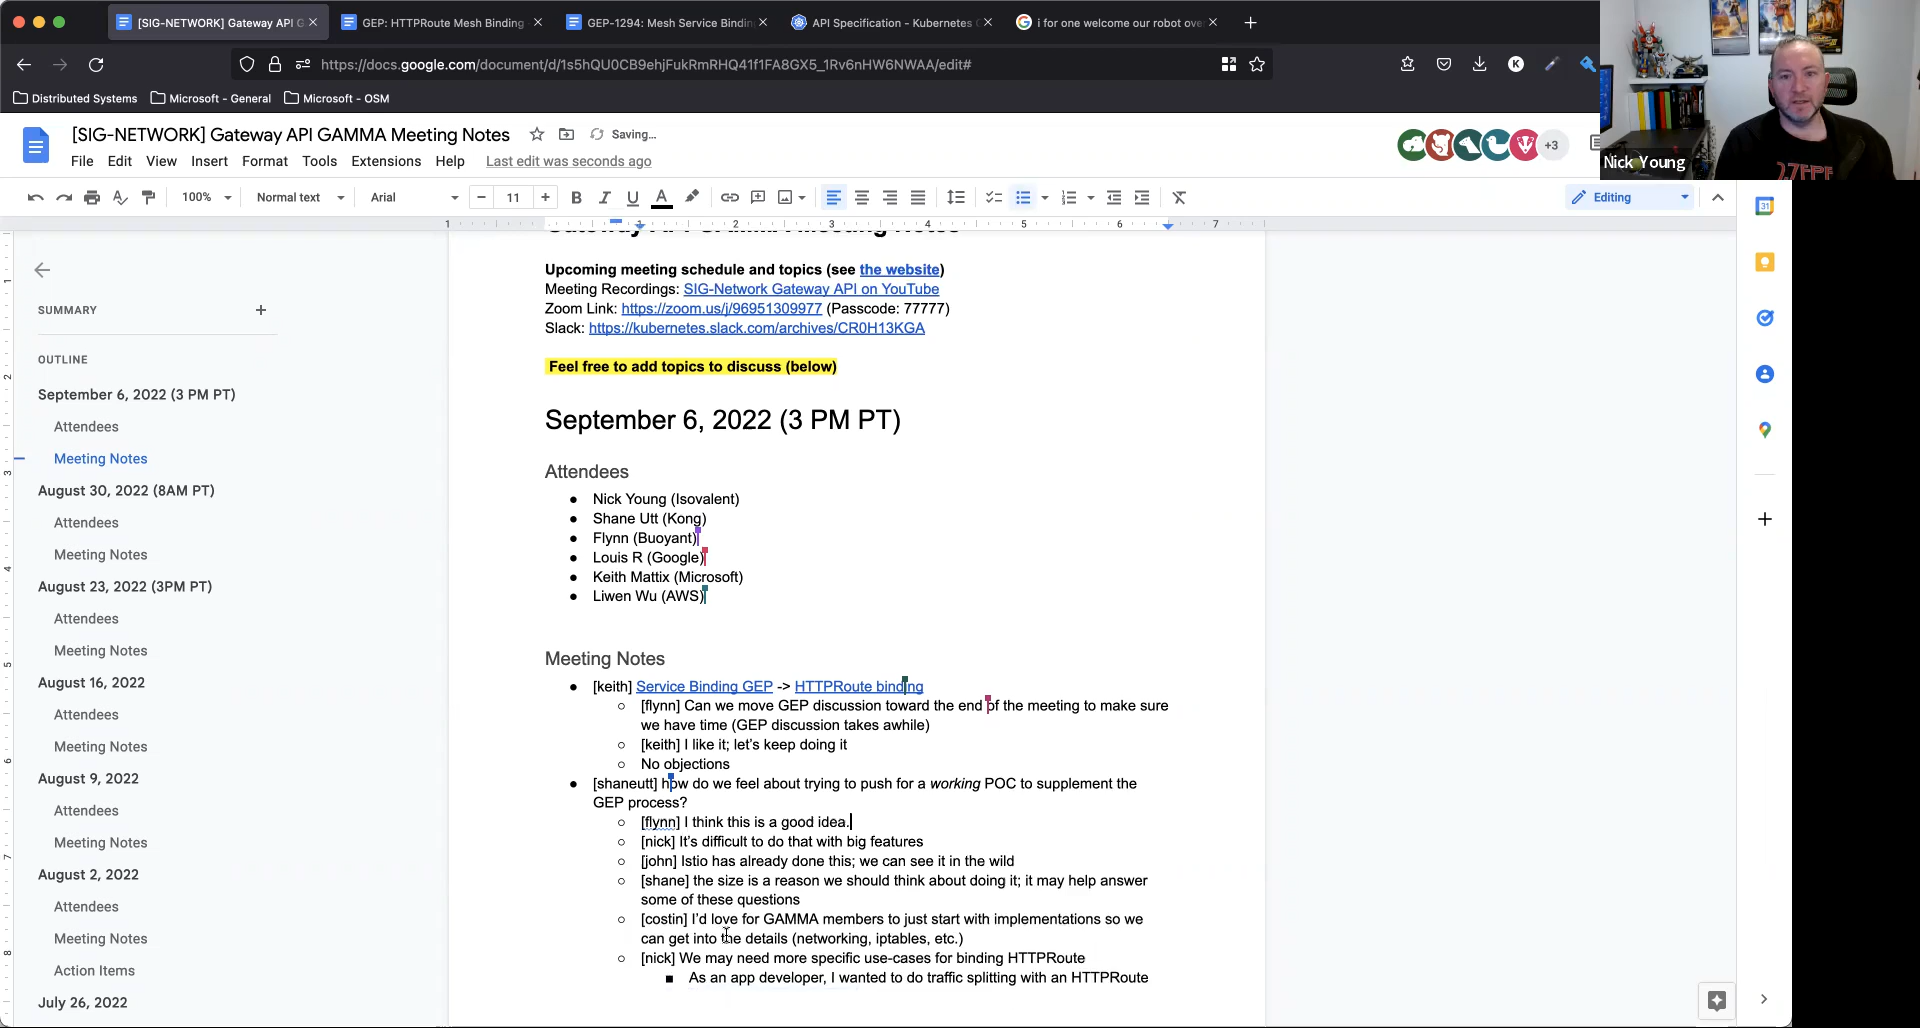 [SIG-NETWORK] Gateway API G
GEP: HTTPRoute Mesh Binding
GEP-1294: Mesh Service Bindin
API Specification - Kubernetes
i for one welcome our robot ove
https://docs.google.com/document/d/1s5hQU0CB9ehjFukRmRHQ41f1FA8GX5_1Rv6nHW6NWAA/edit#
K
Distributed Systems
Microsoft - General
Microsoft - OSM
[SIG-NETWORK] Gateway API GAMMA Meeting Notes
Saving...
File Edit View Insert Format Tools Extensions Help
Last edit was seconds ago
+3
Nick Young
100% Normal text Arial 11
B I U A
Editing
31
1 1 2 3 4 5 6 7
SUMMARY
OUTLINE
September 6, 2022 (3 PM PT)
Attendees
Meeting Notes
August 30, 2022 (8AM PT)
Attendees
Meeting Notes
August 23, 2022 (3PM PT)
Attendees
Meeting Notes
August 16, 2022
Attendees
Meeting Notes
August 9, 2022
Attendees
Meeting Notes
August 2, 2022
Attendees
Meeting Notes
Action Items
July 26, 2022
Upcoming meeting schedule and topics (see the website)
Meeting Recordings: SIG-Network Gateway API on YouTube
Zoom Link: https://zoom.us/j/96951309977 (Passcode: 77777)
Slack: https://kubernetes.slack.com/archives/CR0H13KGA
Feel free to add topics to discuss (below)
September 6, 2022 (3 PM PT)
Attendees
● Nick Young (Isovalent)
● Shane Utt (Kong)
● Flynn (Buoyant)
● Louis R (Google)
● Keith Mattix (Microsoft)
● Liwen Wu (AWS)
Meeting Notes
● [keith] Service Binding GEP -> HTTPRoute binding
○ [flynn] Can we move GEP discussion toward the end of the meeting to make sure
we have time (GEP discussion takes awhile)
○ [keith] I like it; let's keep doing it
○ No objections
● [shaneutt] how do we feel about trying to push for a working POC to supplement the
GEP process?
○ [flynn] I think this is a good idea.
○ [nick] It's difficult to do that with big features
○ [john] Istio has already done this; we can see it in the wild
○ [shane] the size is a reason we should think about doing it; it may help answer
some of these questions
○ [costin] I'd love for GAMMA members to just start with implementations so we
can get into the details (networking, iptables, etc.)
○ [nick] We may need more specific use-cases for binding HTTPRoute
■ As an app developer, I wanted to do traffic splitting with an HTTPRoute